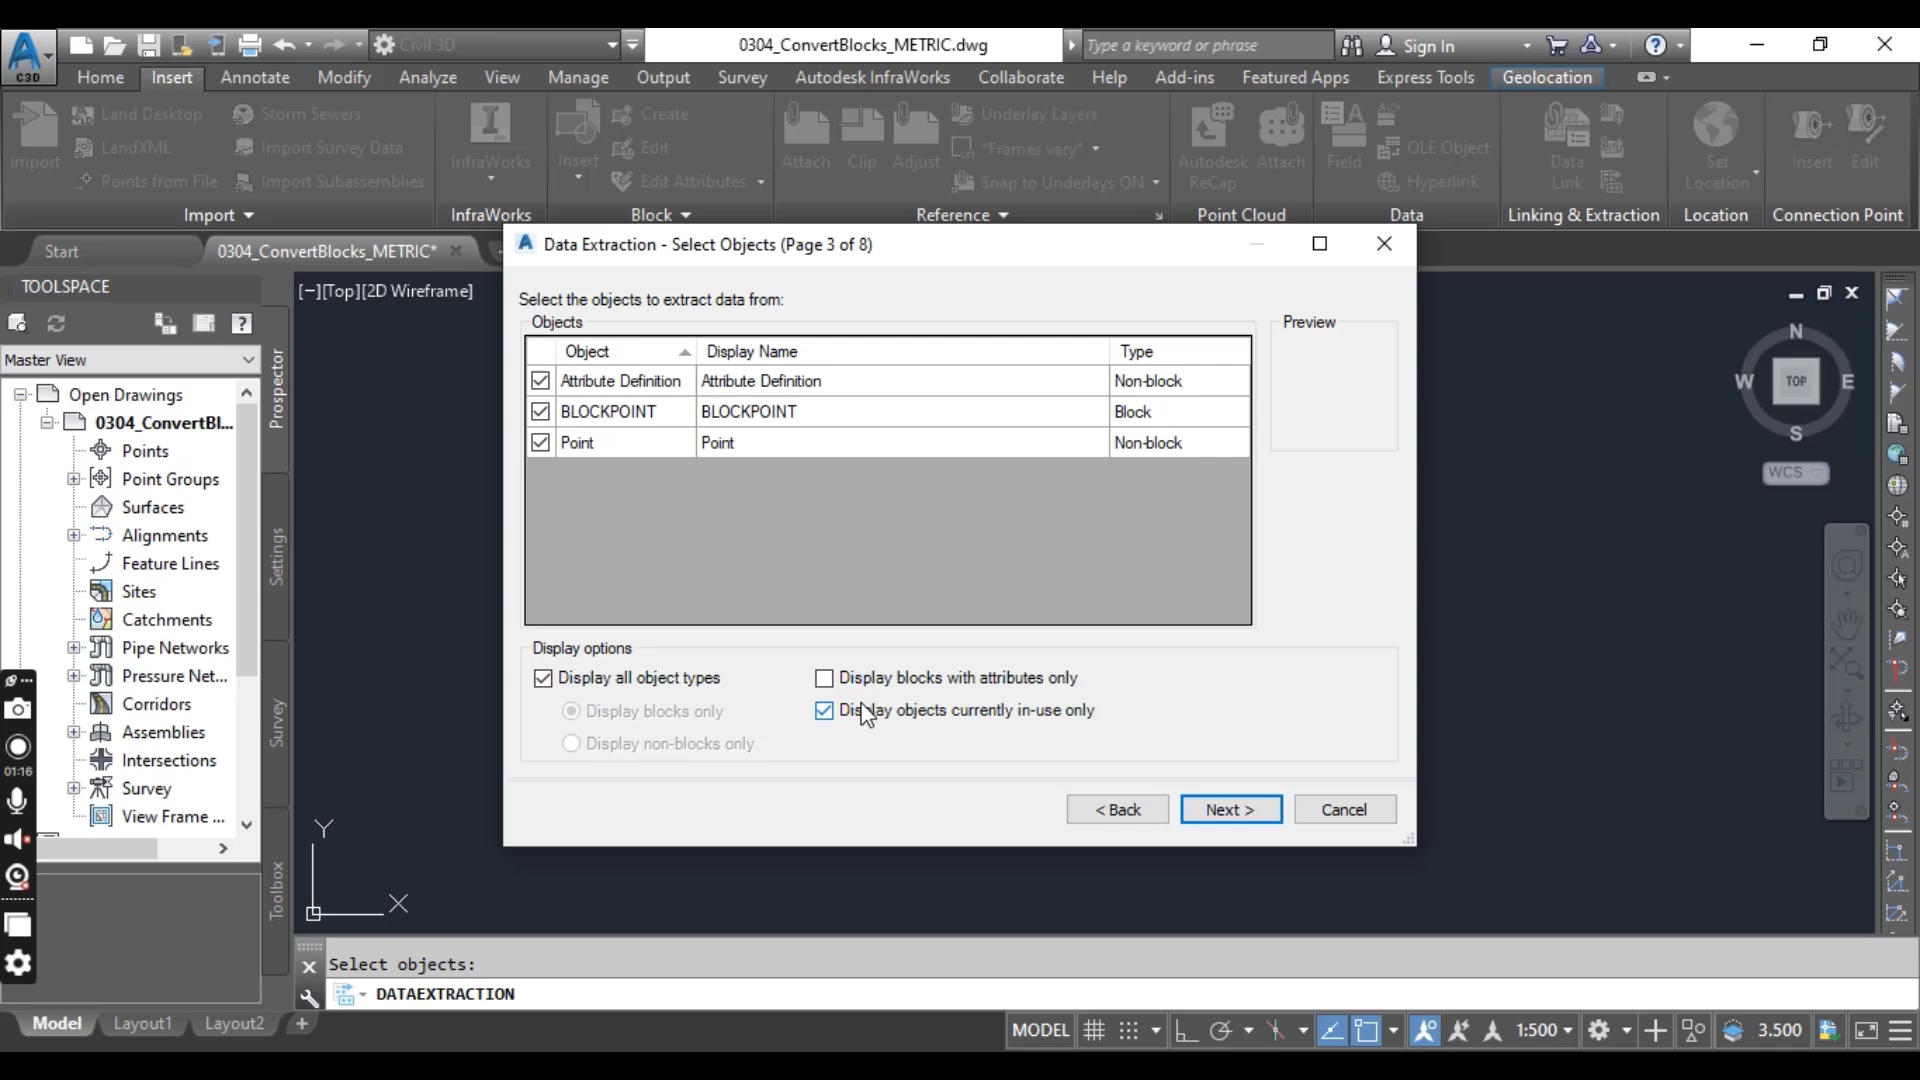 C3D
Civil 3D
0304_ConvertBlocks_METRIC.dwg
Type a keyword or phrase
Sign In
Home
Insert
Annotate
Modify
Analyze
View
Manage
Output
Survey
Autodesk InfraWorks
Collaborate
Help
Add-ins
Featured Apps
Express Tools
Geolocation
Import
Land Desktop
LandXML
Points from File
Storm Sewers
Import Survey Data
Import Subassemblies
InfraWorks
Insert
Create
Edit
Edit Attributes
Attach
Clip
Adjust
Underlay Layers
*Frames vary*
Snap to Underlays ON
Autodesk
ReCap
Attach
Field
OLE Object
Hyperlink
Data
Link
Set
Location
Insert
Edit
Import
InfraWorks
Block
Reference
Point Cloud
Data
Linking & Extraction
Location
Connection Point
Start
0304_ConvertBlocks_METRIC*
TOOLSPACE
Master View
Open Drawings
0304_ConvertBl...
Points
Point Groups
Surfaces
Alignments
Feature Lines
Sites
Catchments
Pipe Networks
Pressure Net...
Corridors
Assemblies
Intersections
Survey
View Frame ...
Prospector
Settings
Survey
Toolbox
01:16
[−][Top][2D Wireframe]
Data Extraction - Select Objects (Page 3 of 8)
Select the objects to extract data from:
Objects
Preview
Object
Display Name
Type
Attribute Definition
Attribute Definition
Non-block
BLOCKPOINT
BLOCKPOINT
Block
Point
Point
Non-block
Display options
Display all object types
Display blocks only
Display non-blocks only
Display blocks with attributes only
Display objects currently in-use only
< Back
Next >
Cancel
N
W
TOP
E
S
WCS
Y
X
Select objects:
DATAEXTRACTION
Model
Layout1
Layout2
MODEL
1:500
3.500